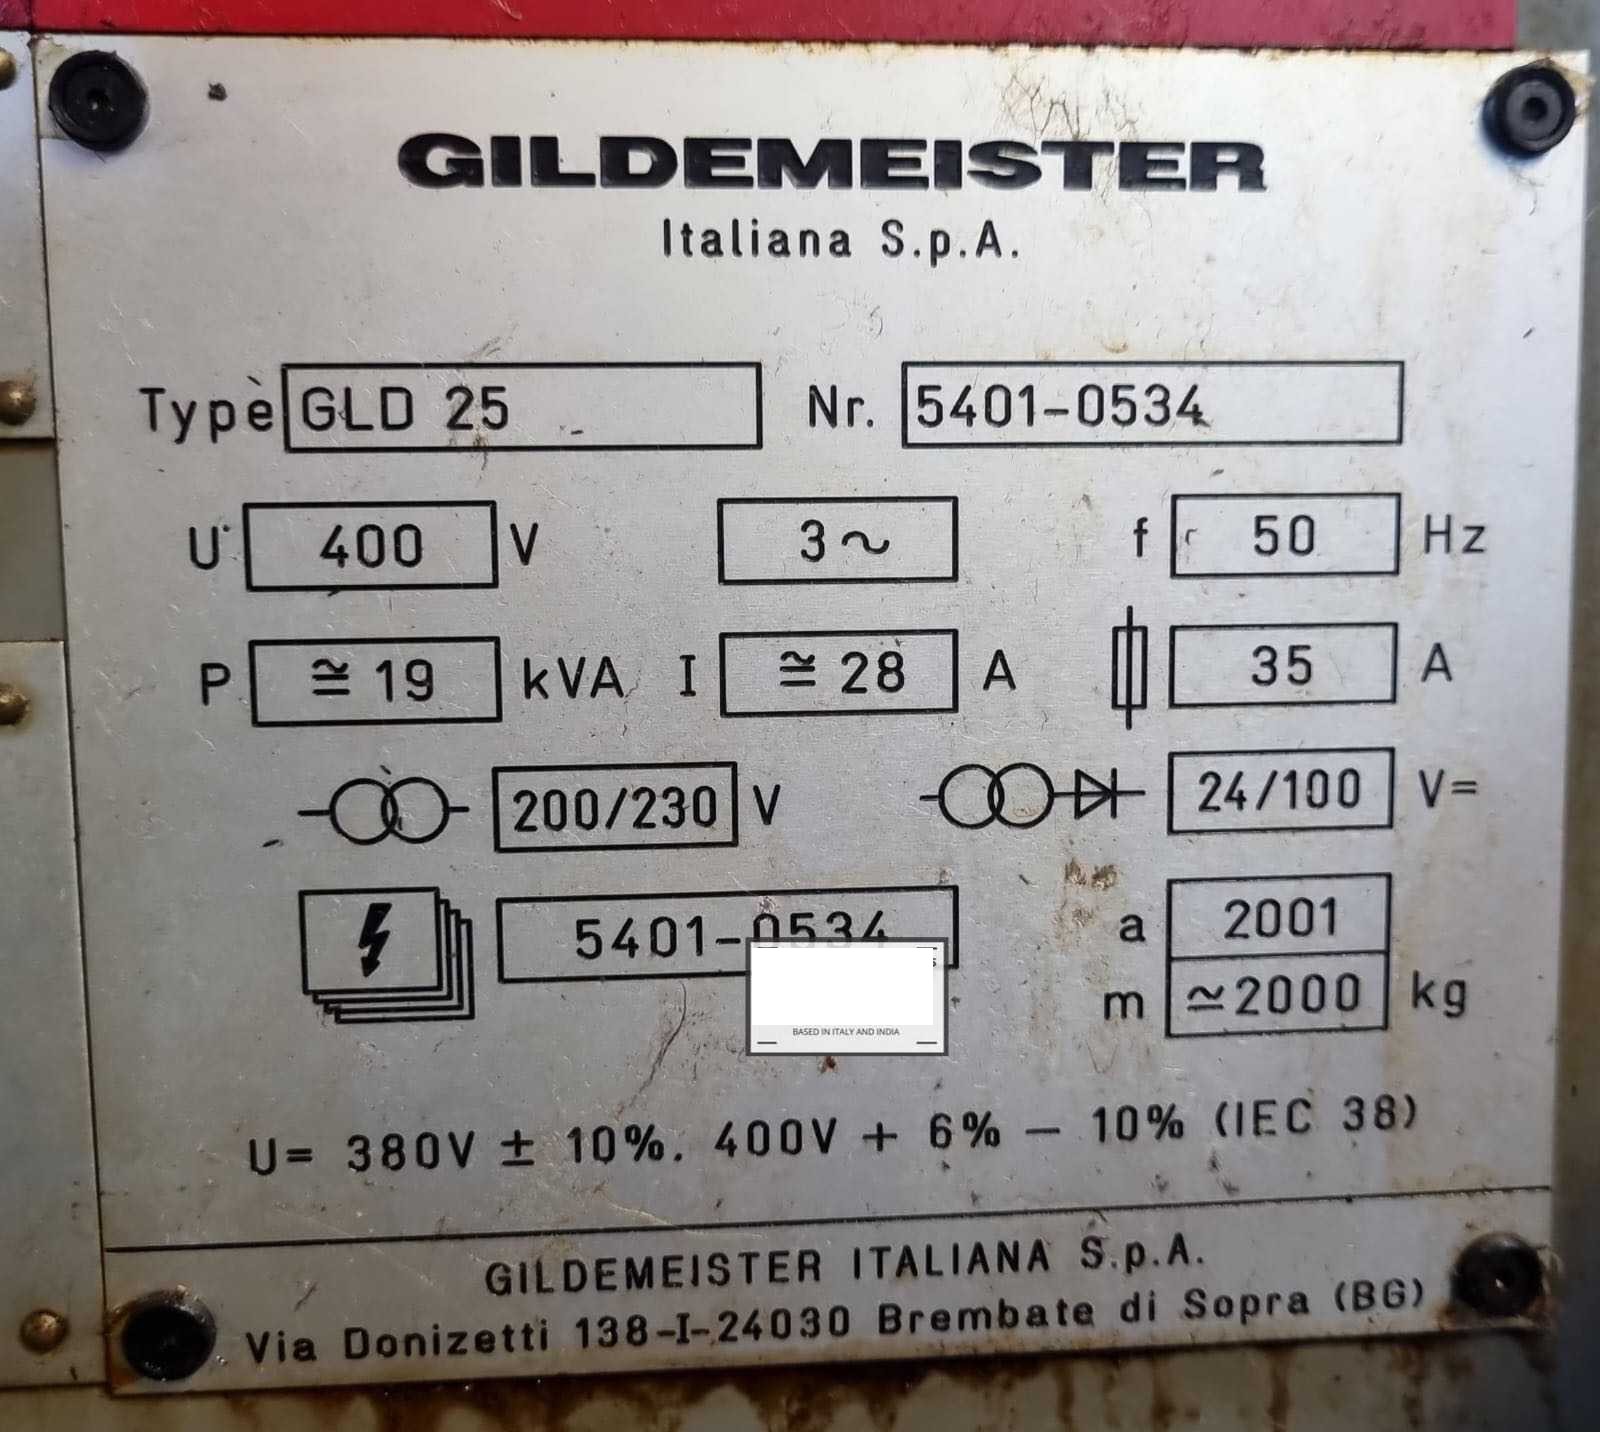 GILDEMEISTER
Italiana S.p.A.
Type GLD 25 Nr. 5401-0534
U 400 V 3~ f 50 Hz
P ≅ 19 kVA I ≅ 28 A 35 A
200/230 V 24/100 V=
5401-0534 a 2001
m ≃2000 kg
BASED IN ITALY AND INDIA
U= 380V ± 10%. 400V + 6% – 10% (IEC 38)
GILDEMEISTER ITALIANA S.p.A.
Via Donizetti 138-I-24030 Brembate di Sopra (BG)